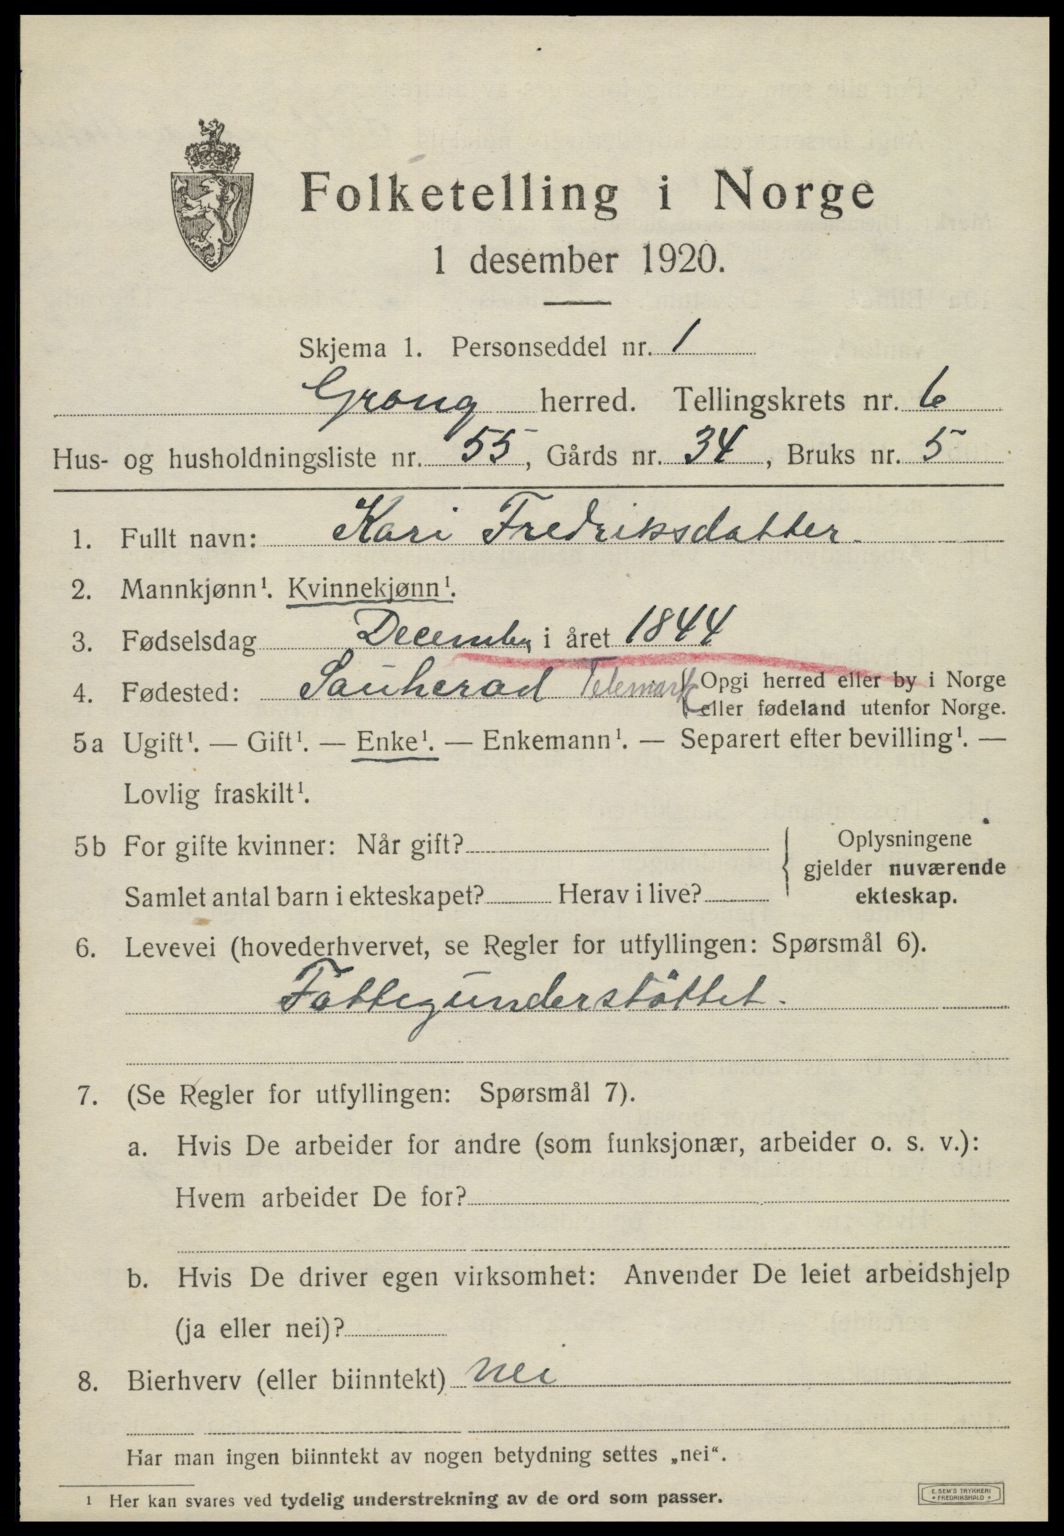 Folketelling i Norge
1 desember 1920.
Skjema 1. Personseddel nr. 1
Grong herred. Tellingskrets nr. 6
Hus- og husholdningsliste nr. 55, Gårds nr. 34, Bruks nr. 5
1. Fullt navn: Kari Fredriksdatter.
2. Mannkjønn¹. Kvinnekjønn¹.
3. Fødselsdag December i året 1844
4. Fødested: Sauherad Telemark { Opgi herred eller by i Norge
eller fødeland utenfor Norge.
5a Ugift¹. — Gift¹. — Enke¹. — Enkemann¹. — Separert efter bevilling¹. —
Lovlig fraskilt¹.
5b For gifte kvinner: Når gift? Oplysningene
gjelder nuværende
Samlet antal barn i ekteskapet? Herav i live? ekteskap.
6. Levevei (hovederhvervet, se Regler for utfyllingen: Spørsmål 6).
Fattigunderstöttet.
7. (Se Regler for utfyllingen: Spørsmål 7).
a. Hvis De arbeider for andre (som funksjonær, arbeider o. s. v.):
Hvem arbeider De for?
b. Hvis De driver egen virksomhet: Anvender De leiet arbeidshjelp
(ja eller nei)?
8. Bierhverv (eller biinntekt) nei
Har man ingen biinntekt av nogen betydning settes „nei“.
¹ Her kan svares ved tydelig understrekning av de ord som passer.
E. SEM'S TRYKKERI
FREDRIKSHALD